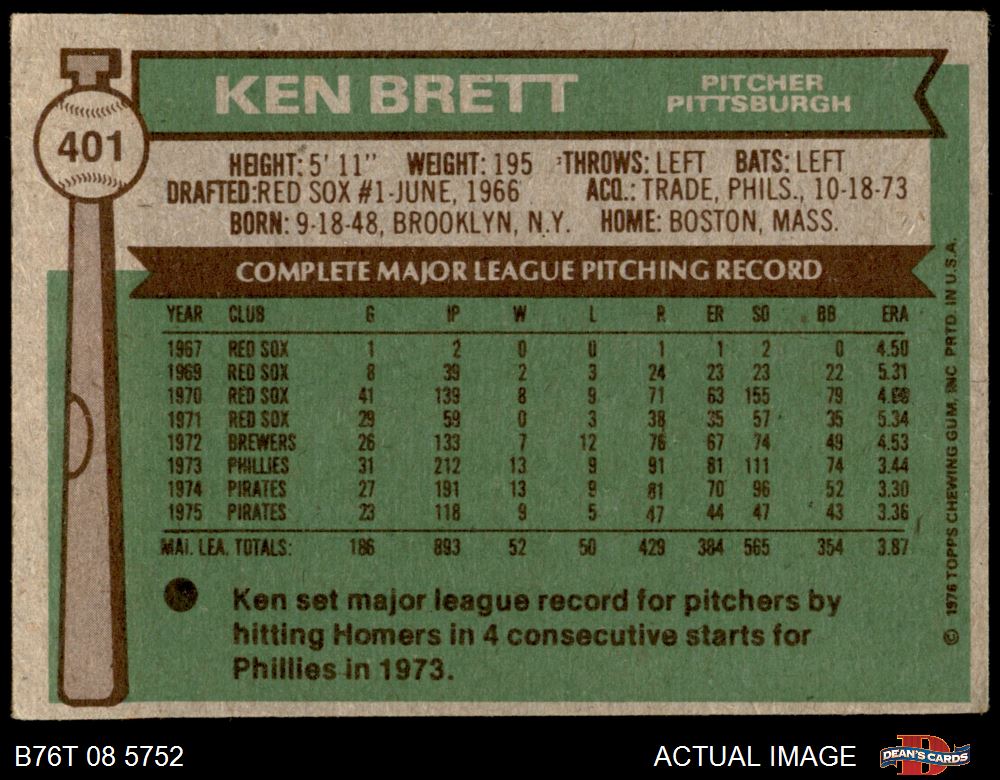 KEN BRETT
PITCHER
PITTSBURGH
401
HEIGHT: 5' 11" WEIGHT: 195 THROWS: LEFT BATS: LEFT
DRAFTED: RED SOX #1-JUNE, 1966 ACQ.: TRADE, PHILS., 10-18-73
BORN: 9-18-48, BROOKLYN, N.Y. HOME: BOSTON, MASS.
COMPLETE MAJOR LEAGUE PITCHING RECORD
YEAR CLUB G IP W L R ER SO BB ERA
1967 RED SOX 1 2 0 0 1 1 2 0 4.50
1969 RED SOX 8 39 2 3 24 23 23 22 5.31
1970 RED SOX 41 139 8 9 71 63 155 79
1971 RED SOX 29 59 0 3 38 35 57 35 5.34
1972 BREWERS 26 133 7 12 76 67 74 49 4.53
1973 PHILLIES 31 212 13 9 91 81 111 74 3.44
1974 PIRATES 27 191 13 9 81 70 96 52 3.30
1975 PIRATES 23 118 9 5 47 44 47 43 3.36
MAJ. LEA. TOTALS: 186 893 52 50 429 384 565 354 3.87
Ken set major league record for pitchers by
hitting Homers in 4 consecutive starts for
Phillies in 1973.
© 1976 TOPPS CHEWING GUM, INC PRTD. IN U.S.A.
B76T 08 5752
ACTUAL IMAGE
DEAN'S CARDS